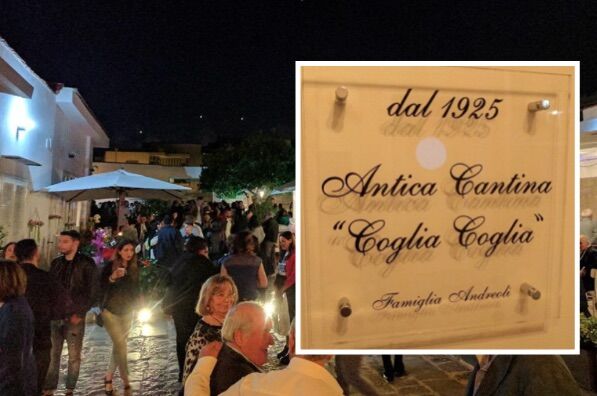 dal 1925
Antica Cantina
"Coglia Coglia"
Famiglia Andreoli